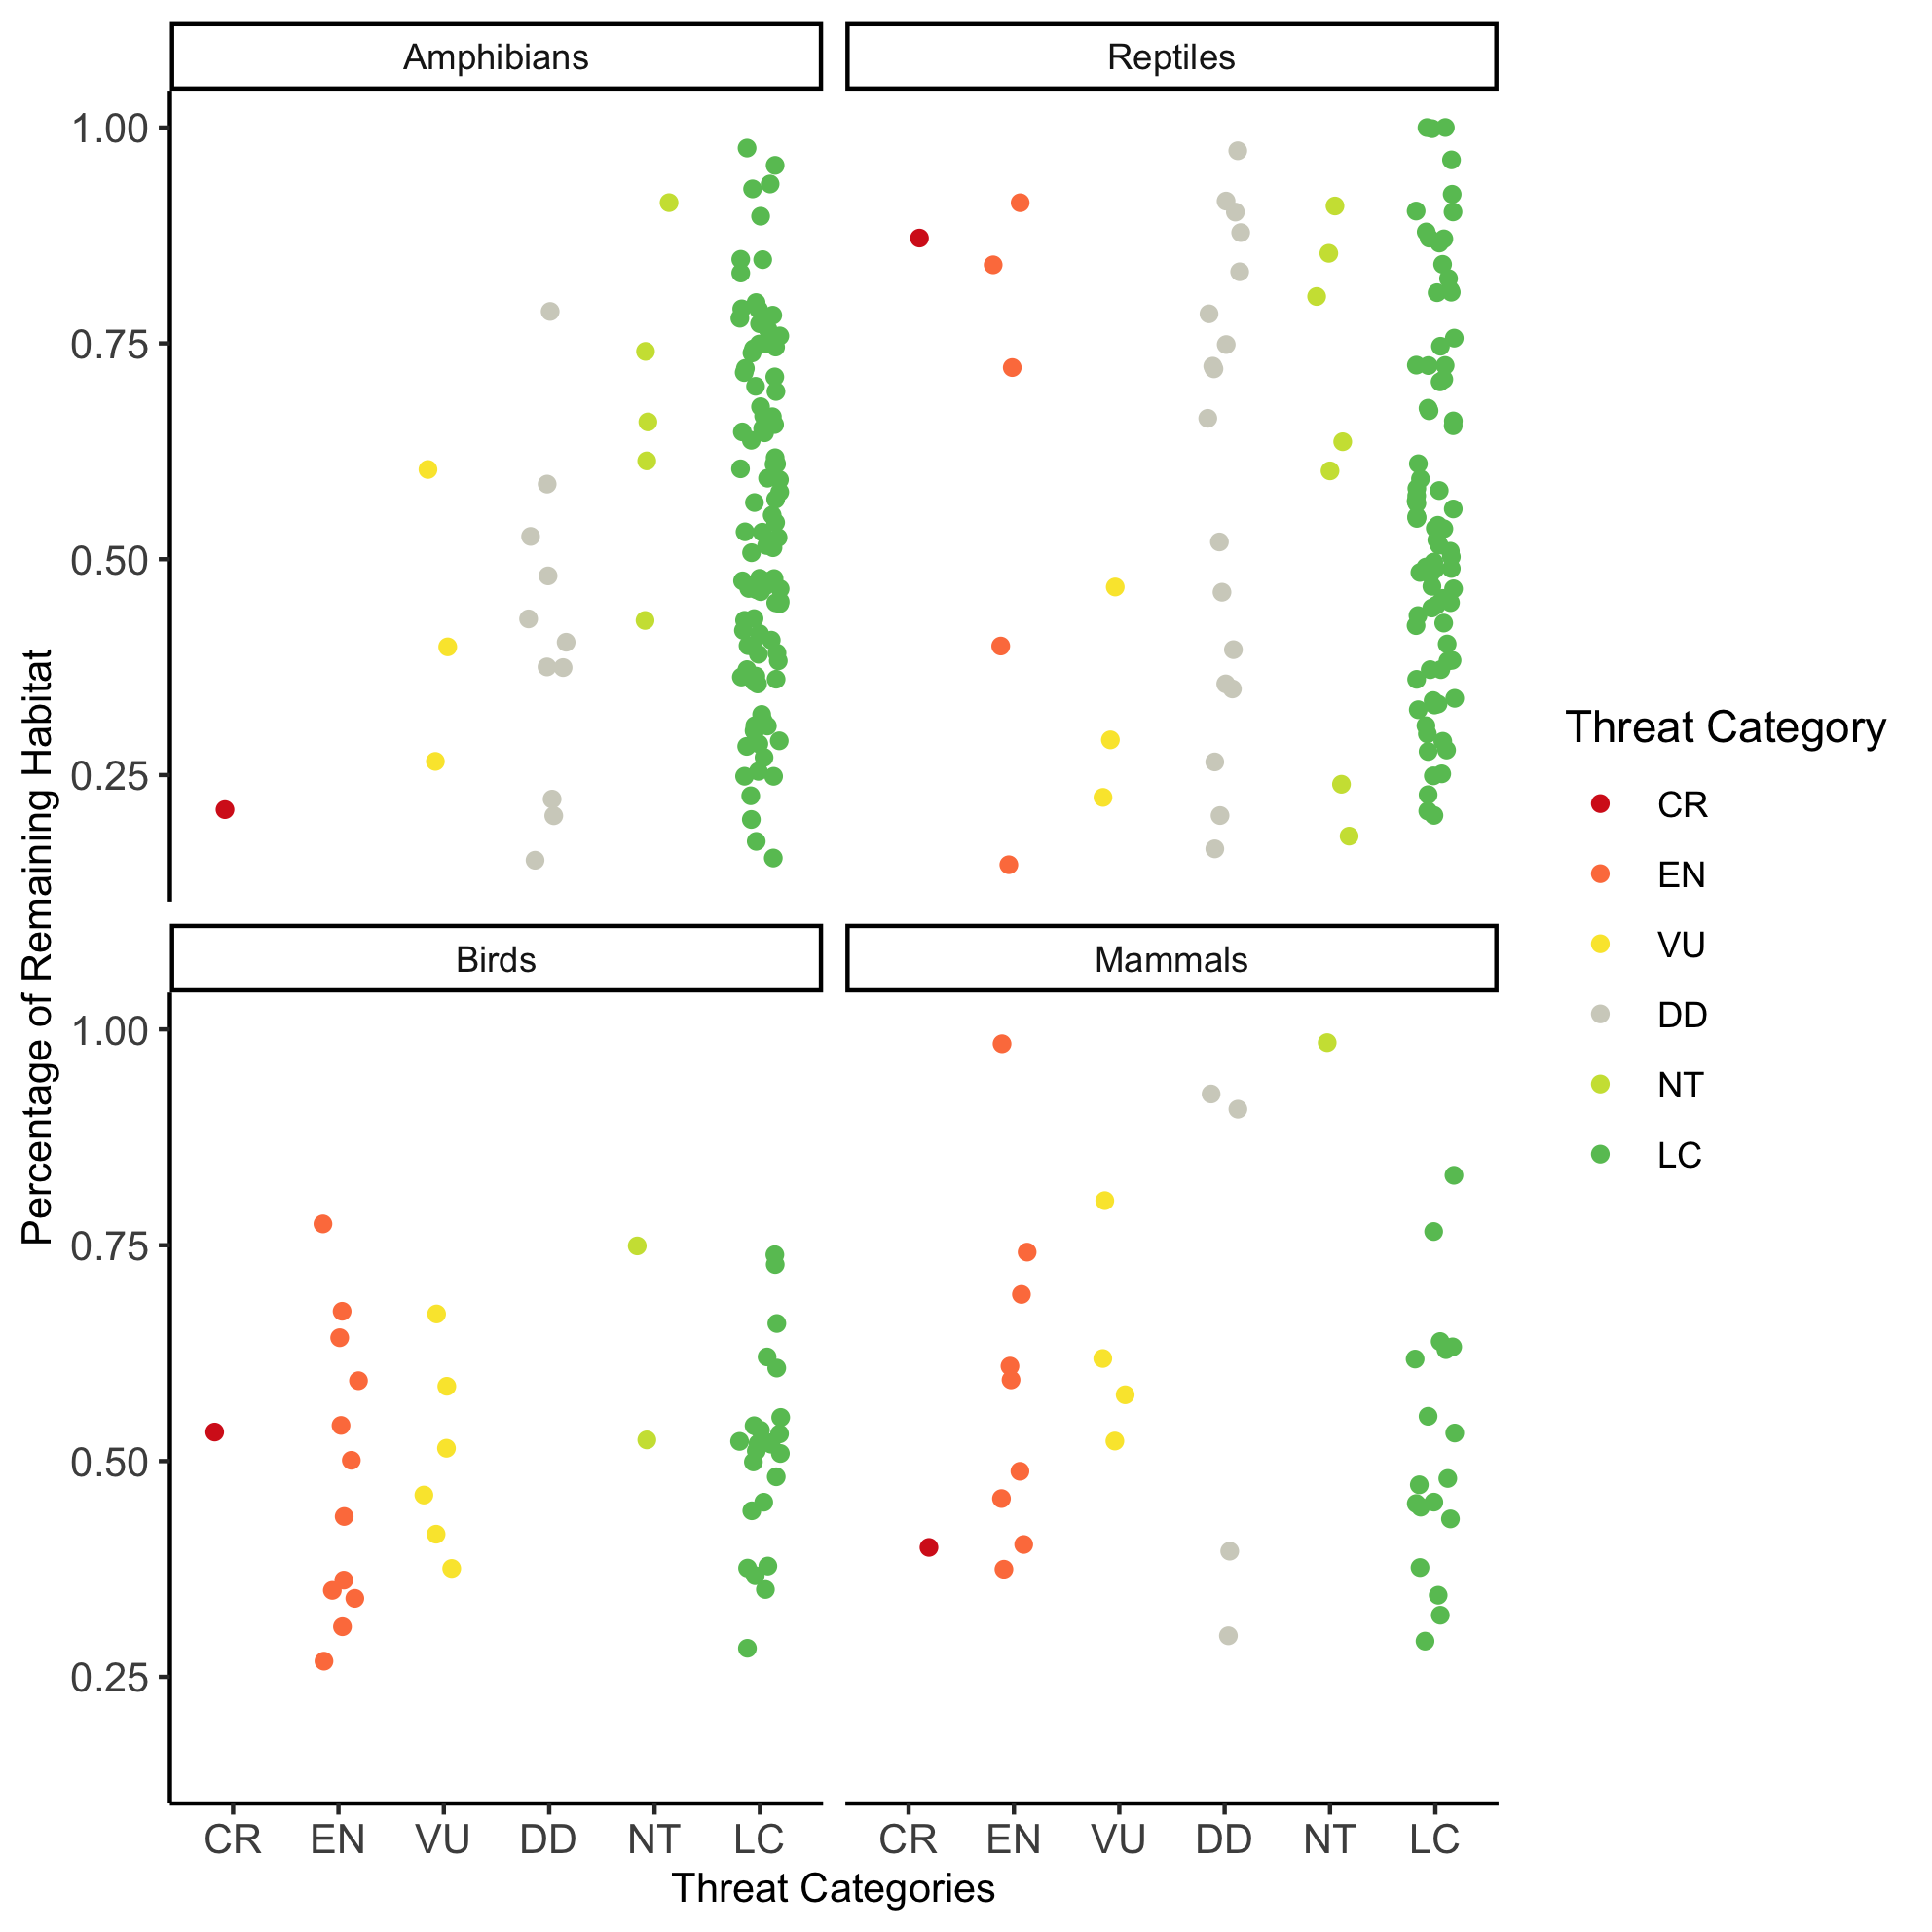 Amphibians
Reptiles
1.00
0.75
0.50
0.25
Birds
Mammals
1.00
0.75
0.50
0.25
Percentage of Remaining Habitat
CR EN VU DD NT LC
CR EN VU DD NT LC
Threat Categories
Threat Category
CR
EN
VU
DD
NT
LC